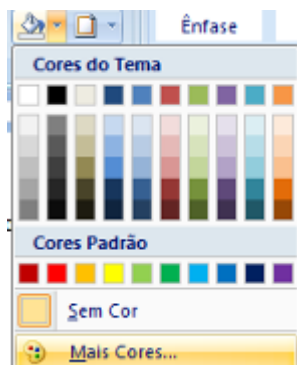 Ênfase
Cores do Tema
Cores Padrão
Sem Cor
Mais Cores...